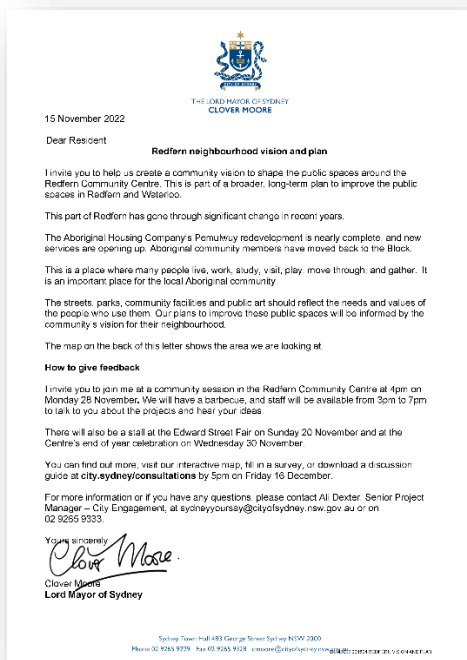 THE LORD MAYOR OF SYDNEY
CLOVER MOORE
15 November 2022
Dear Resident
Redfern neighbourhood vision and plan
I invite you to help us create a community vision to shape the public spaces around the
Redfern Community Centre. This is part of a broader, long-term plan to improve the public
spaces in Redfern and Waterloo.
This part of Redfern has gone through significant change in recent years.
The Aboriginal Housing Company's Pemulwuy redevelopment is nearly complete, and new
services are opening up. Aboriginal community members have moved back to the Block.
This is a place where many people live, work, study, visit, play, move through, and gather. It
is an important place for the local Aboriginal community.
The streets, parks, community facilities and public art should reflect the needs and values of
the people who use them. Our plans to improve these public spaces will be informed by the
community's vision for their neighbourhood.
The map on the back of this letter shows the area we are looking at.
How to give feedback
I invite you to join me at a community session in the Redfern Community Centre at 4pm on
Monday 28 November. We will have a barbecue, and staff will be available from 3pm to 7pm
to talk to you about the projects and hear your ideas.
There will also be a stall at the Edward Street Fair on Sunday 20 November and at the
Centre's end of year celebration on Wednesday 30 November.
You can find out more, visit our interactive map, fill in a survey, or download a discussion
guide at city.sydney/consultations by 5pm on Friday 16 December.
For more information or if you have any questions, please contact Ali Dexter, Senior Project
Manager – City Engagement, at sydneyyoursay@cityofsydney.nsw.gov.au or on
02 9265 9333.
Yours sincerely
Clover Moore.
Clover Moore
Lord Mayor of Sydney
Sydney Town Hall 483 George Street Sydney NSW 2000
Phone 02 9265 9229 Fax 02 9265 9328 cmoore@cityofsydney.nsw.gov.au